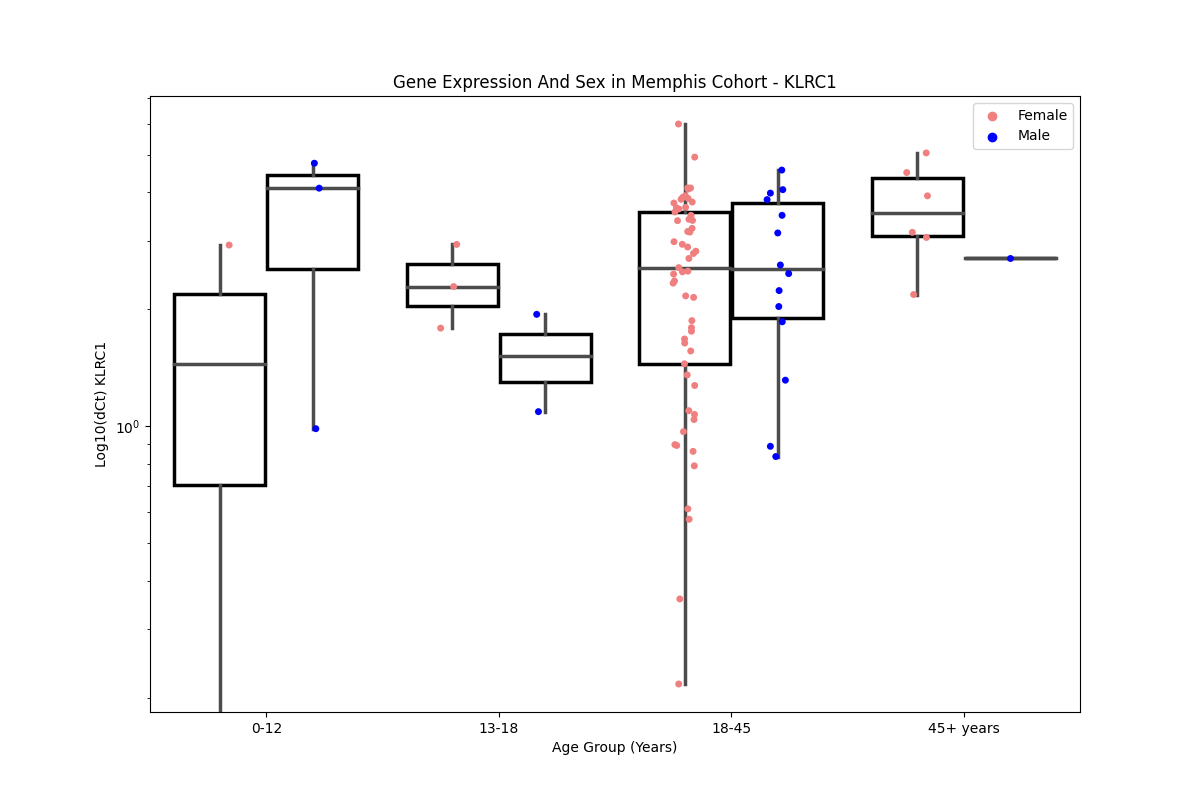 Gene Expression And Sex in Memphis Cohort - KLRC1
Female
Male
Log10(dCt) KLRC1
10⁰
0-12
13-18
18-45
45+ years
Age Group (Years)